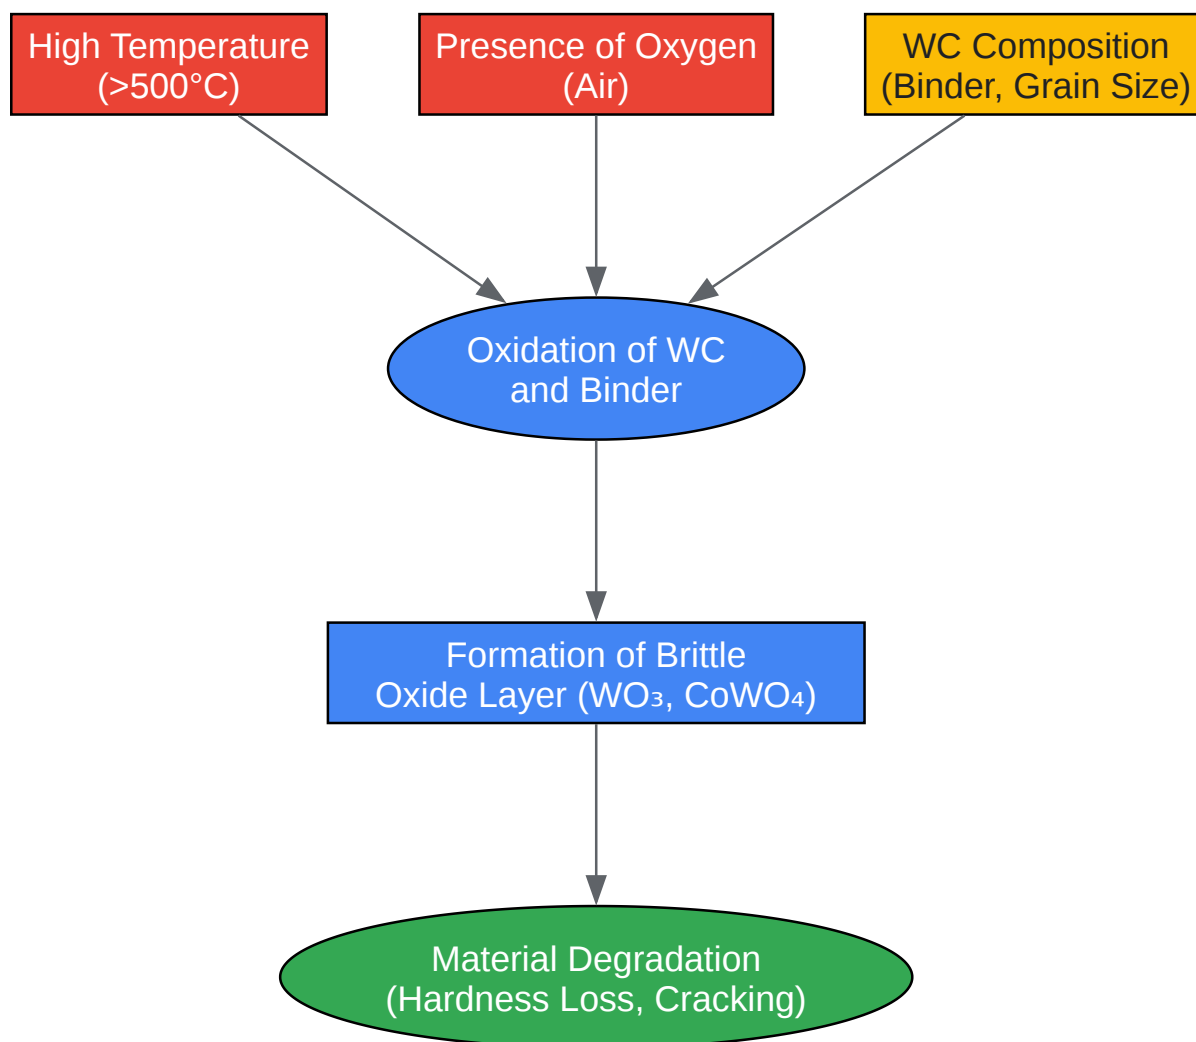 High Temperature
(>500°C)
Presence of Oxygen
(Air)
WC Composition
(Binder, Grain Size)
Oxidation of WC
and Binder
Formation of Brittle
Oxide Layer (WO₃, CoWO₄)
Material Degradation
(Hardness Loss, Cracking)